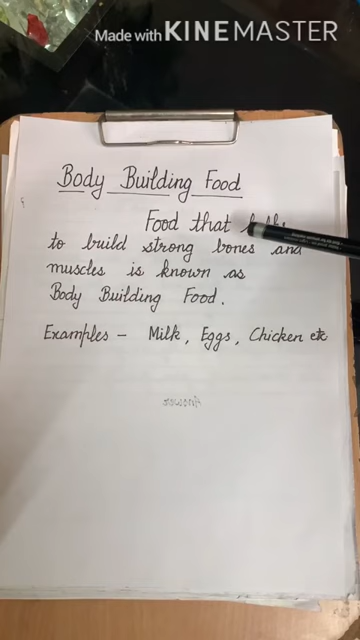 Made with KINEMASTER
Body Building Food
Food that
to build strong bones and
muscles is known as
Body Building Food.
Examples - Milk, Eggs, Chicken etc
Answer